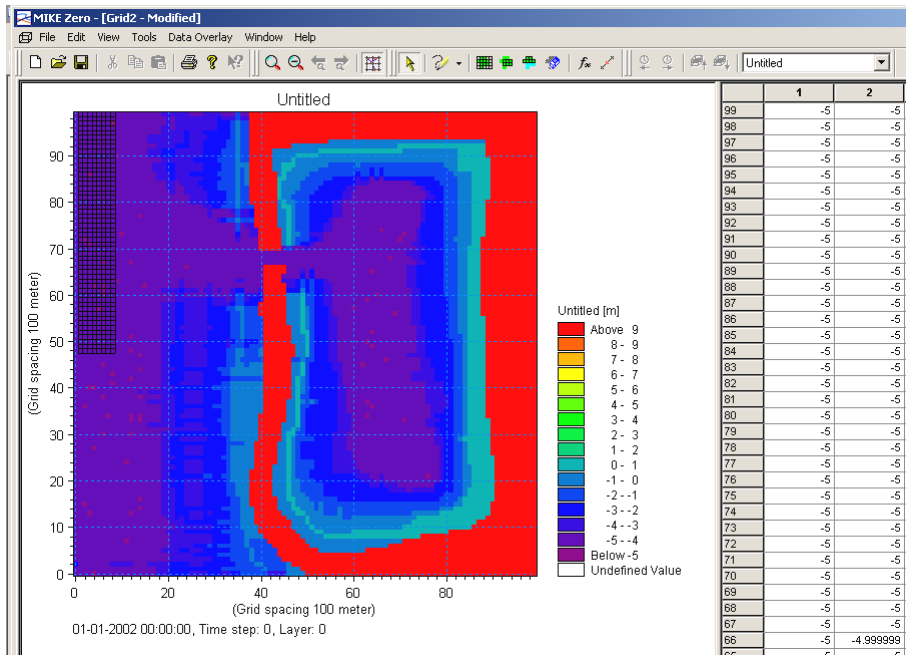 MIKE Zero - [Grid2 - Modified]
File Edit View Tools Data Overlay Window Help
Untitled
Untitled
90
80
70
60
50
40
30
20
10
0
(Grid spacing 100 meter)
0 20 40 60 80
(Grid spacing 100 meter)
01-01-2002 00:00:00, Time step: 0, Layer: 0
Untitled [m]
Above 9
8 - 9
7 - 8
6 - 7
5 - 6
4 - 5
3 - 4
2 - 3
1 - 2
0 - 1
-1 - 0
-2 - -1
-3 - -2
-4 - -3
-5 - -4
Below -5
Undefined Value
1 2
99 -5 -5
98 -5 -5
97 -5 -5
96 -5 -5
95 -5 -5
94 -5 -5
93 -5 -5
92 -5 -5
91 -5 -5
90 -5 -5
89 -5 -5
88 -5 -5
87 -5 -5
86 -5 -5
85 -5 -5
84 -5 -5
83 -5 -5
82 -5 -5
81 -5 -5
80 -5 -5
79 -5 -5
78 -5 -5
77 -5 -5
76 -5 -5
75 -5 -5
74 -5 -5
73 -5 -5
72 -5 -5
71 -5 -5
70 -5 -5
69 -5 -5
68 -5 -5
67 -5 -5
66 -5 -4.999999